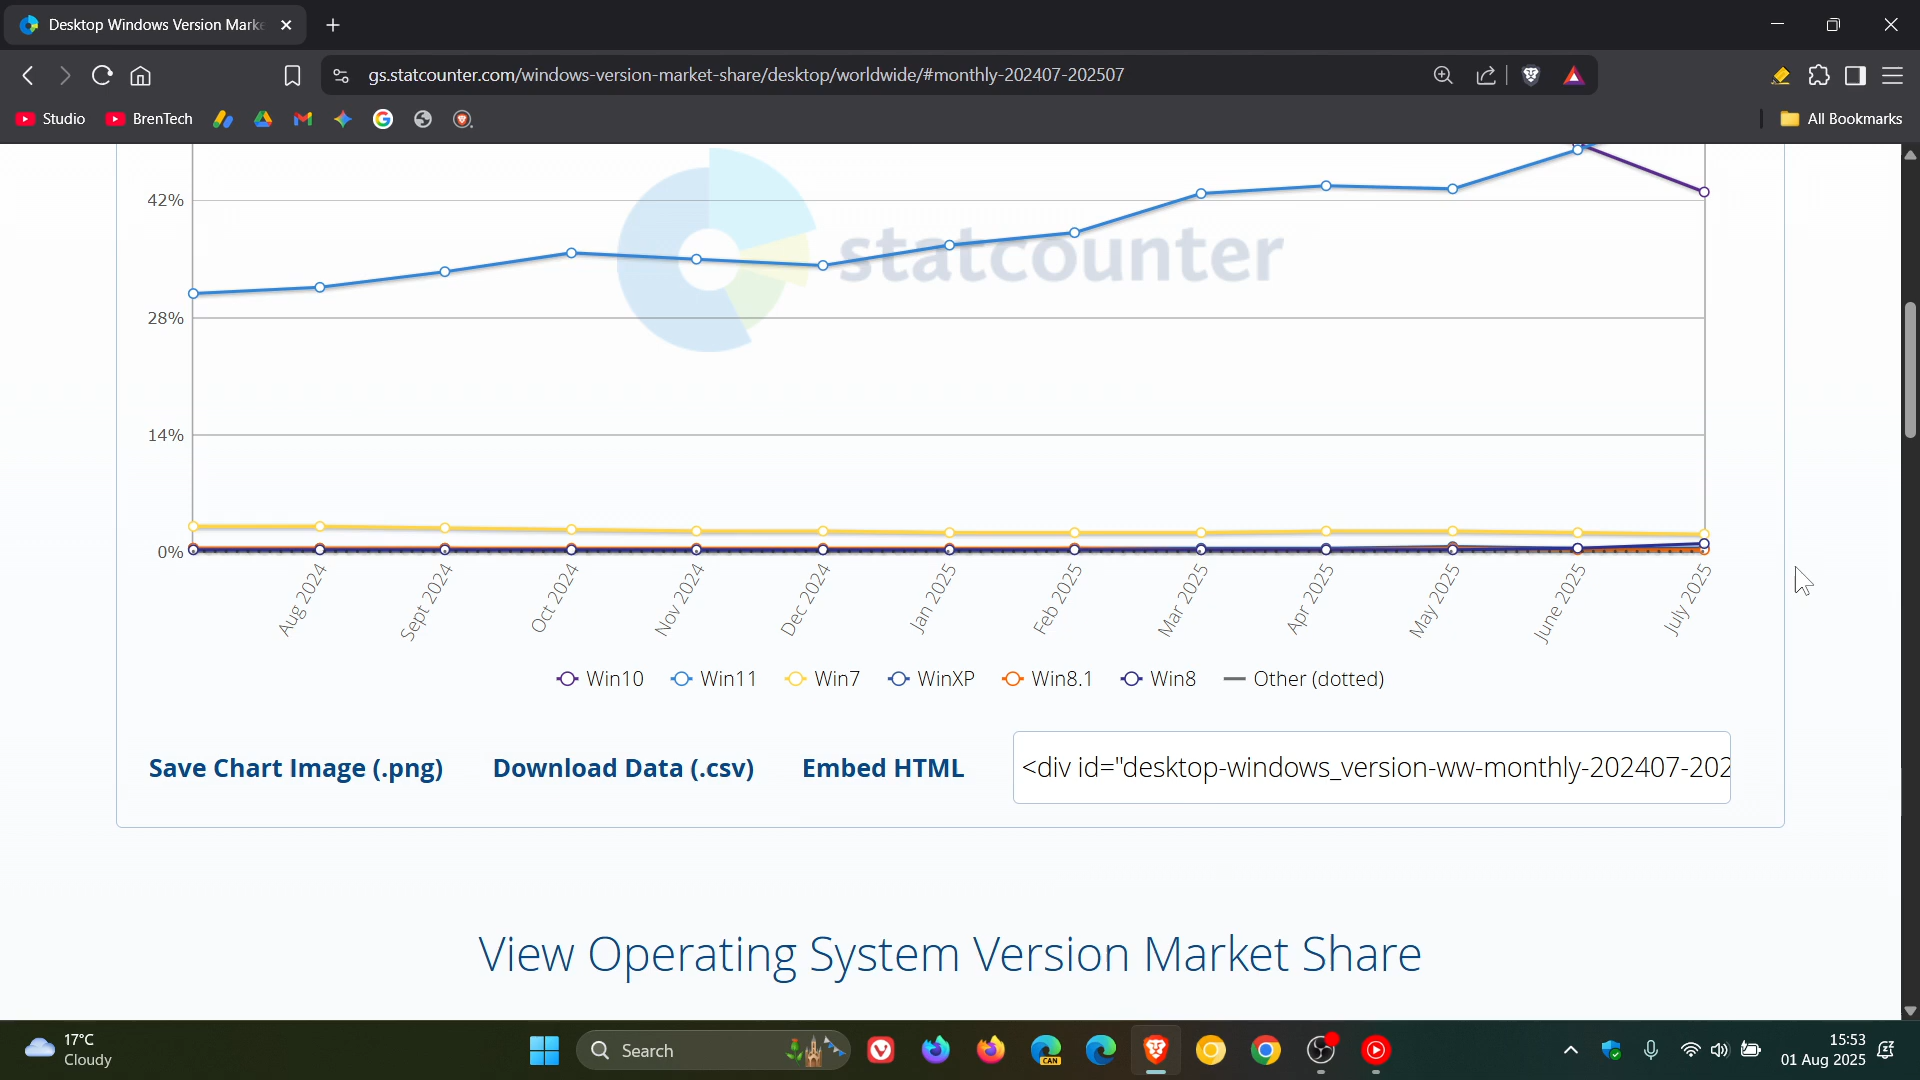 Desktop Windows Version Marke
gs.statcounter.com/windows-version-market-share/desktop/worldwide/#monthly-202407-202507
Studio
BrenTech
All Bookmarks
42%
28%
14%
0%
statcounter
Aug 2024
Sept 2024
Oct 2024
Nov 2024
Dec 2024
Jan 2025
Feb 2025
Mar 2025
Apr 2025
May 2025
June 2025
July 2025
Win10 Win11 Win7 WinXP Win8.1 Win8 Other (dotted)
Save Chart Image (.png) Download Data (.csv) Embed HTML <div id="desktop-windows_version-ww-monthly-202407-202
View Operating System Version Market Share
17°C
Cloudy
Search
CAN
15:53
01 Aug 2025